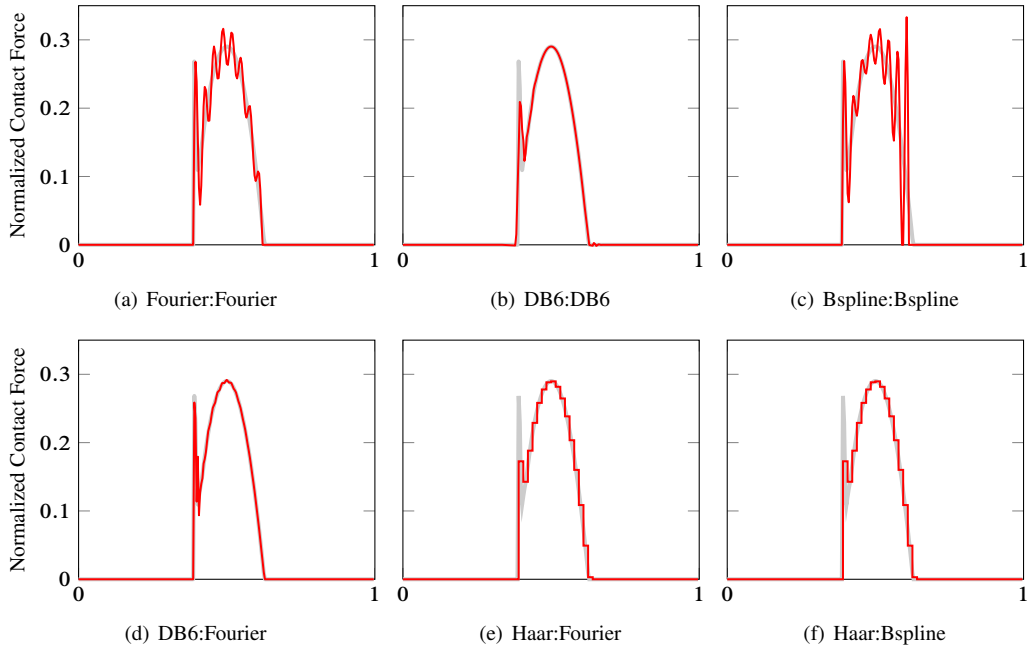 Normalized Contact Force
0.3
0.2
0.1
0
0 1
0 1
0 1
(a) Fourier:Fourier
(b) DB6:DB6
(c) Bspline:Bspline
Normalized Contact Force
0.3
0.2
0.1
0
0 1
0 1
0 1
(d) DB6:Fourier
(e) Haar:Fourier
(f) Haar:Bspline